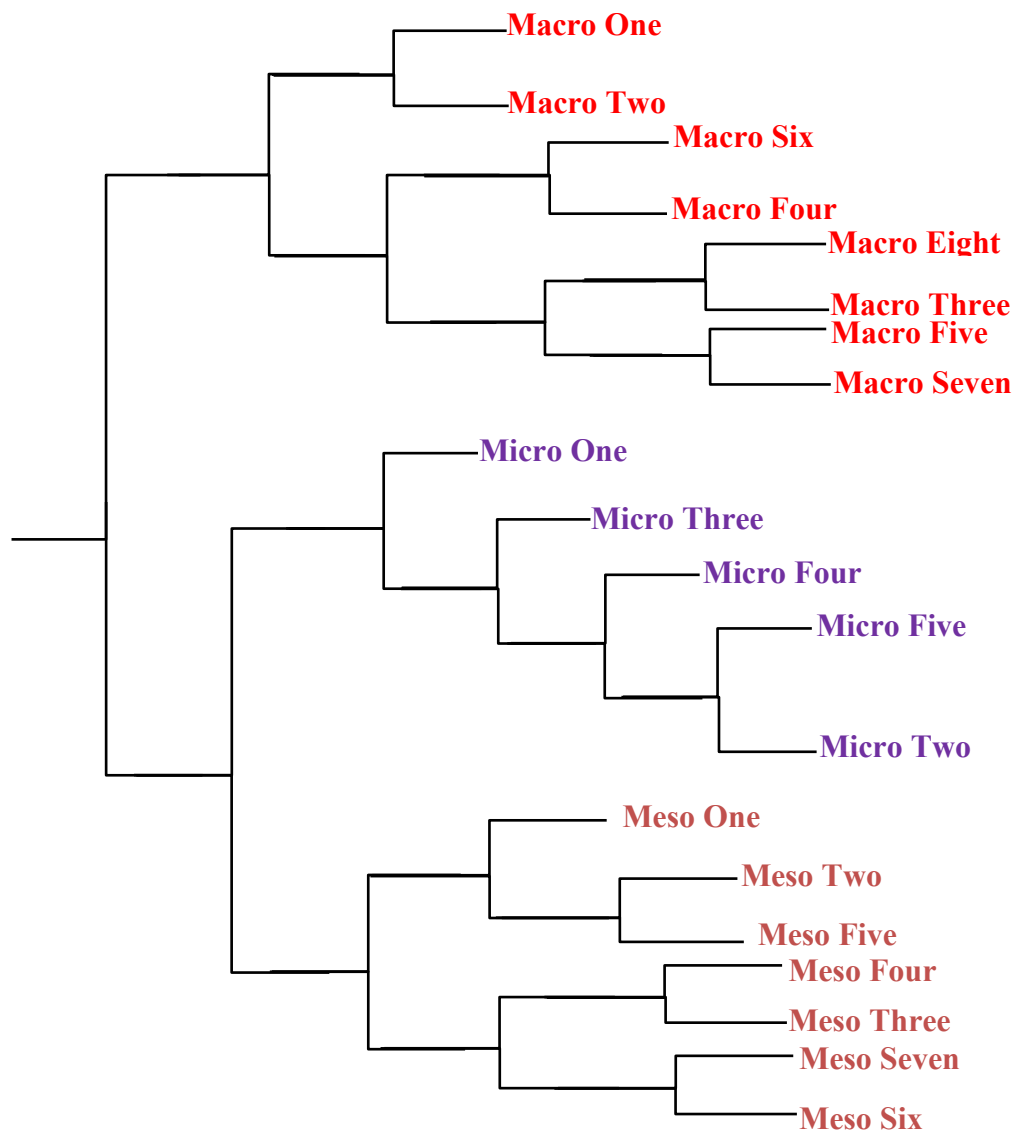 Macro One
Macro Two
Macro Six
Macro Four
Macro Eight
Macro Three
Macro Five
Macro Seven
Micro One
Micro Three
Micro Four
Micro Five
Micro Two
Meso One
Meso Two
Meso Five
Meso Four
Meso Three
Meso Seven
Meso Six